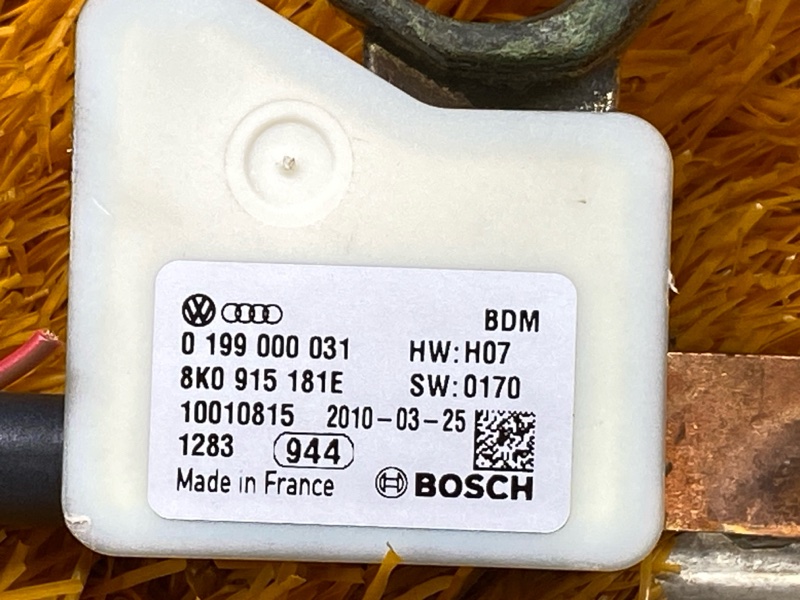 BDM
0 199 000 031 HW:H07
8K0 915 181E SW:0170
10010815 2010-03-25
1283 944
Made in France BOSCH